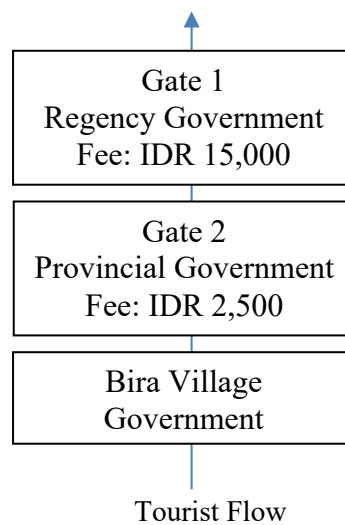 Gate 1
Regency Government
Fee: IDR 15,000
Gate 2
Provincial Government
Fee: IDR 2,500
Bira Village
Government
Tourist Flow